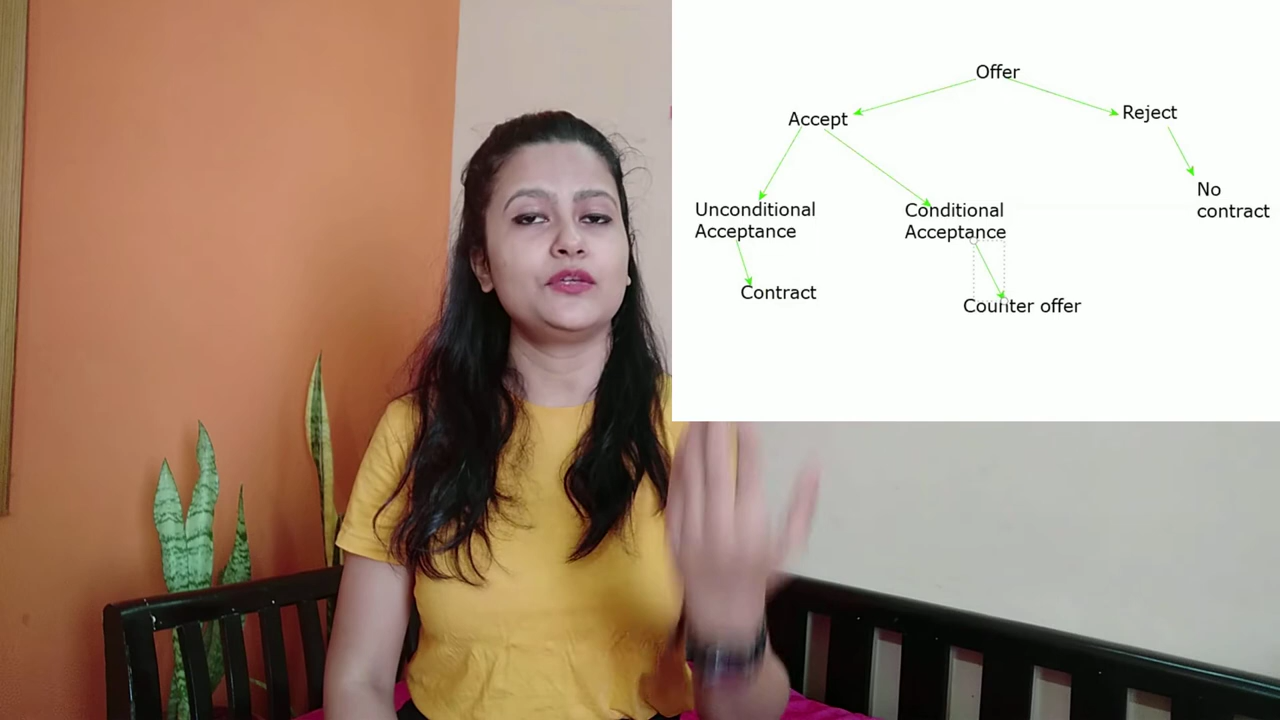 Offer
Accept
Reject
Unconditional
Acceptance
Conditional
Acceptance
No
contract
Contract
Counter offer